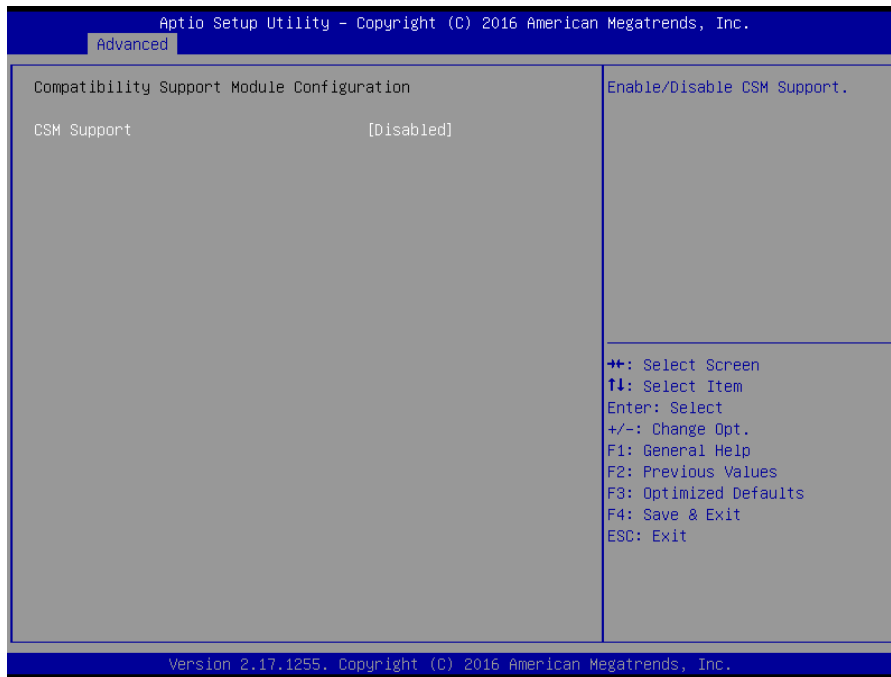 Aptio Setup Utility – Copyright (C) 2016 American Megatrends, Inc.
Advanced
Compatibility Support Module Configuration
CSM Support [Disabled]
Enable/Disable CSM Support.
→←: Select Screen
↑↓: Select Item
Enter: Select
+/-: Change Opt.
F1: General Help
F2: Previous Values
F3: Optimized Defaults
F4: Save & Exit
ESC: Exit
Version 2.17.1255. Copyright (C) 2016 American Megatrends, Inc.